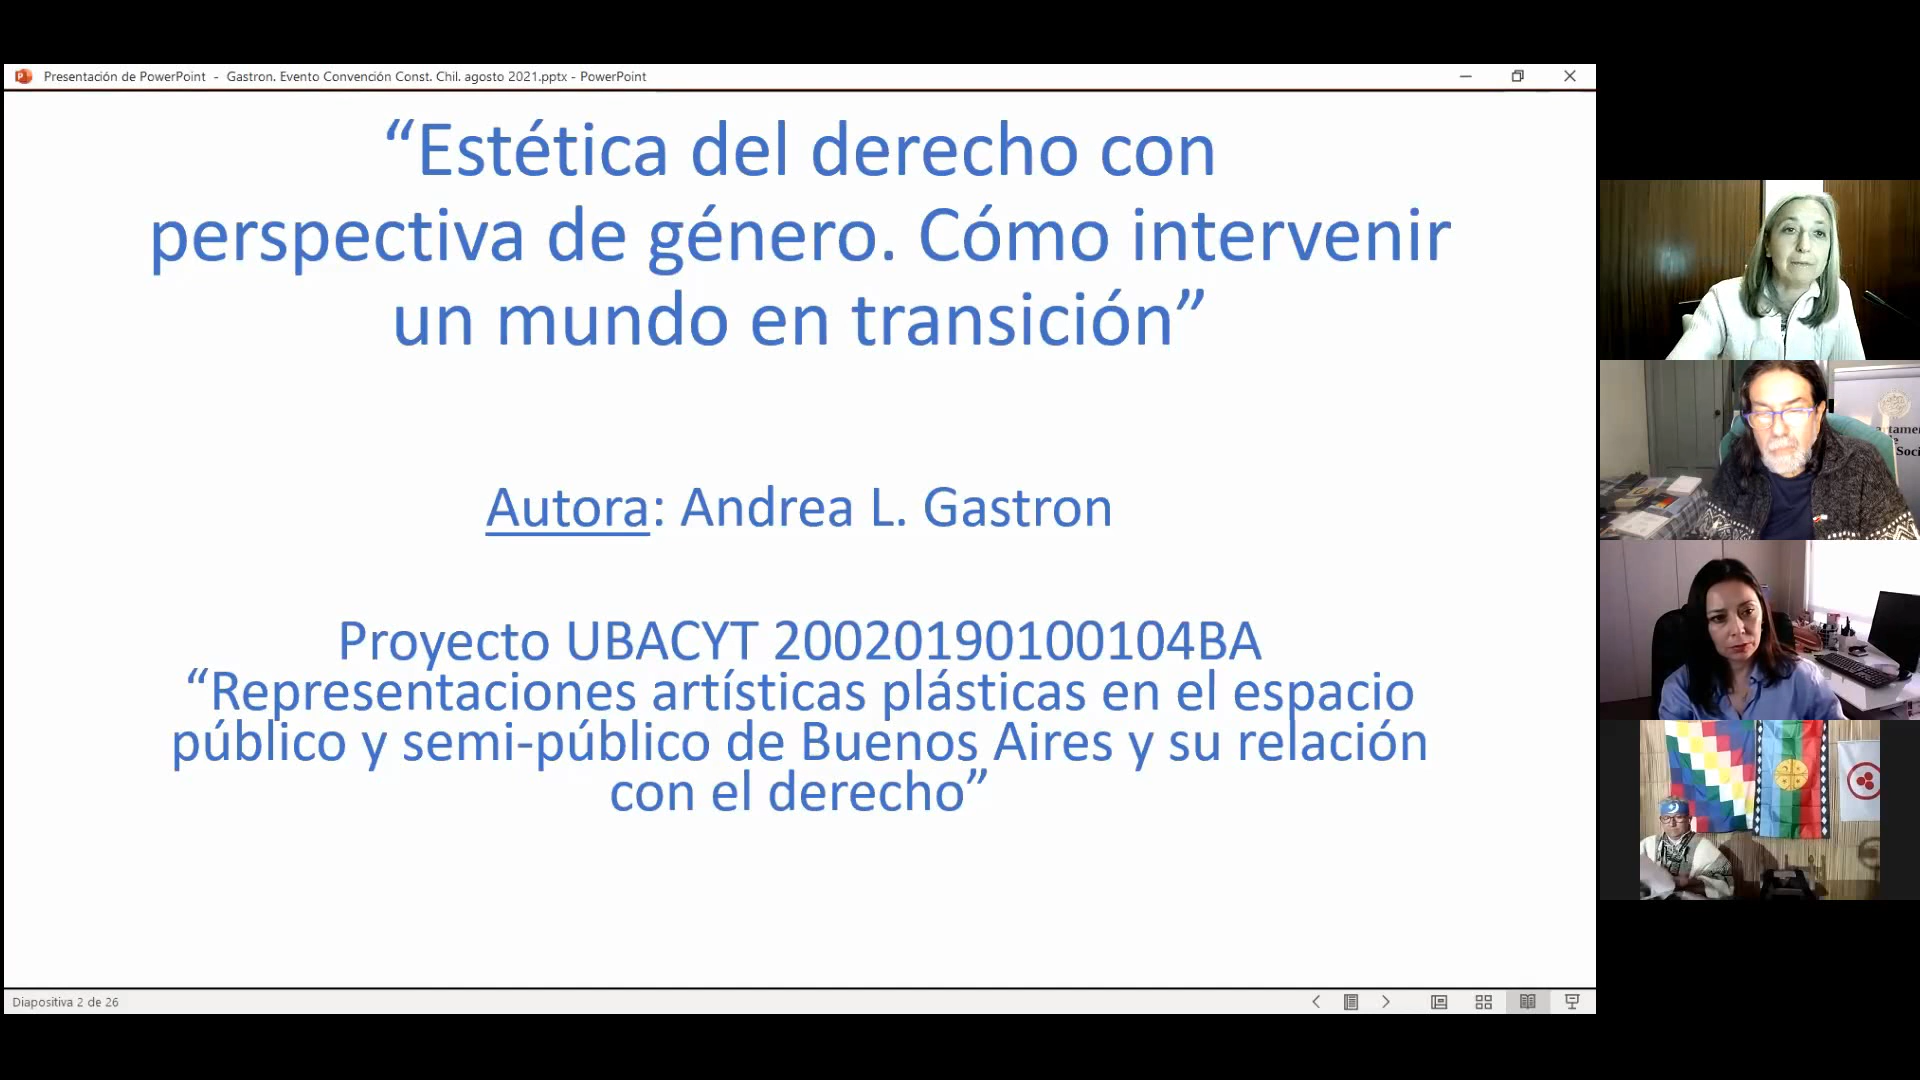 Presentación de PowerPoint - Gastron. Evento Convención Const. Chil. agosto 2021.pptx - PowerPoint
“Estética del derecho con
perspectiva de género. Cómo intervenir
un mundo en transición”
Autora: Andrea L. Gastron
Proyecto UBACYT 20020190100104BA
“Representaciones artísticas plásticas en el espacio
público y semi-público de Buenos Aires y su relación
con el derecho”
Diapositiva 2 de 26